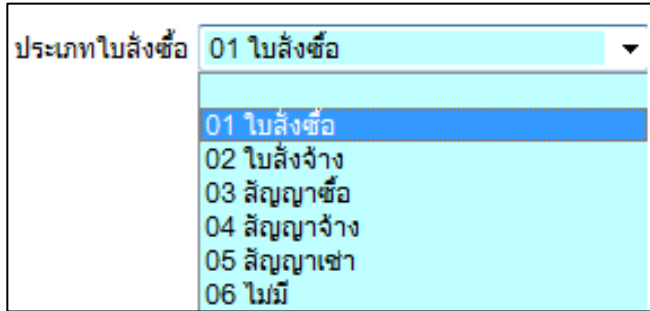 ประเภทใบสั่งซื้อ 01 ใบสั่งซื้อ
01 ใบสั่งซื้อ
02 ใบสั่งจ้าง
03 สัญญาซื้อ
04 สัญญาจ้าง
05 สัญญาเช่า
06 ไม่มี